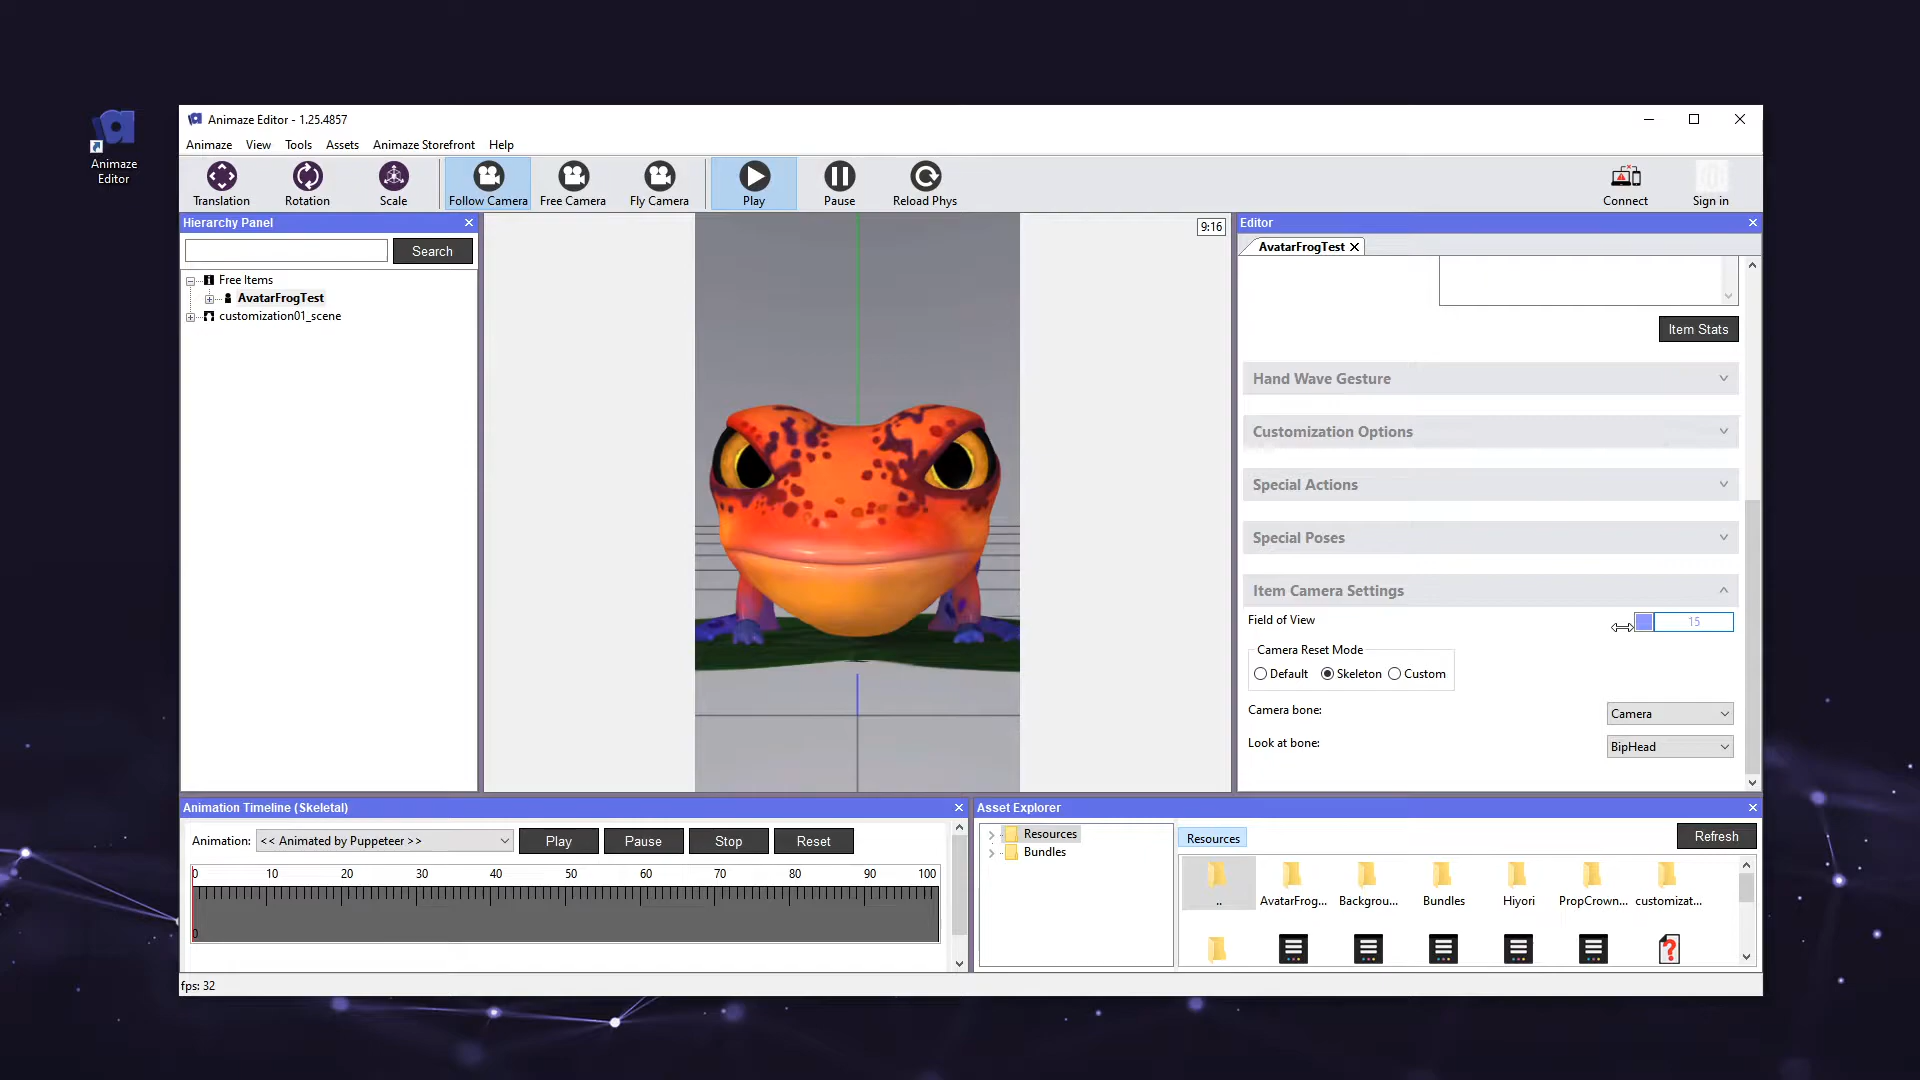 Animaze
Editor
Animaze Editor - 1.25.4857
Animaze View Tools Assets Animaze Storefront Help
Translation Rotation Scale Follow Camera Free Camera Fly Camera Play Pause Reload Phys Connect Sign in
Hierarchy Panel
Search
Free Items
AvatarFrogTest
customization01_scene
9:16
Editor
AvatarFrogTest
Item Stats
Hand Wave Gesture
Customization Options
Special Actions
Special Poses
Item Camera Settings
Field of View 15
Camera Reset Mode
Default Skeleton Custom
Camera bone: Camera
Look at bone: BipHead
Animation Timeline (Skeletal)
Animation: << Animated by Puppeteer >> Play Pause Stop Reset
0 10 20 30 40 50 60 70 80 90 100
0
Asset Explorer
Resources
Bundles
Resources
Refresh
.. AvatarFrog... Backgrou... Bundles Hiyori PropCrown... customizat...
fps: 32